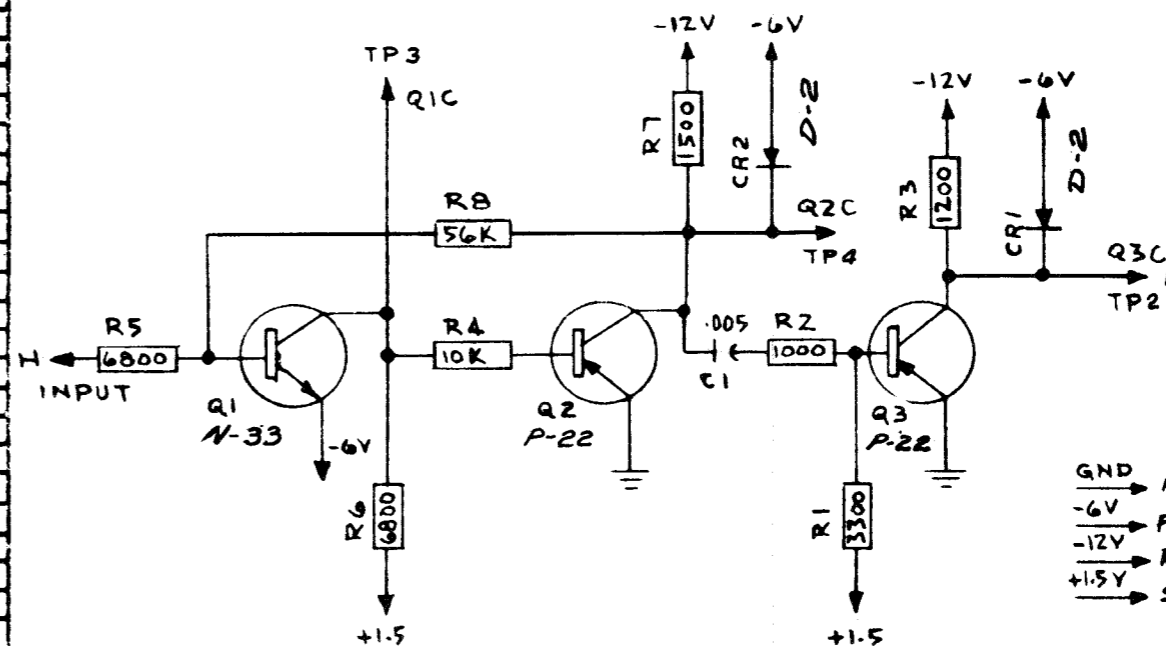 -12V
-6V
TP3
Q1C
D-2
-12V
-6V
R7
1500
CR2
D-2
R3
1200
R8
56K
Q2C
TP4
CR1
Q3C
TP2
R5
6800
R4
10K
.005
R2
1000
C1
H
INPUT
Q1
N-33
-6V
Q2
P-22
Q3
P-22
R6
6800
R1
3300
GND
-6V
-12V
+1.5V
+1.5
+1.5